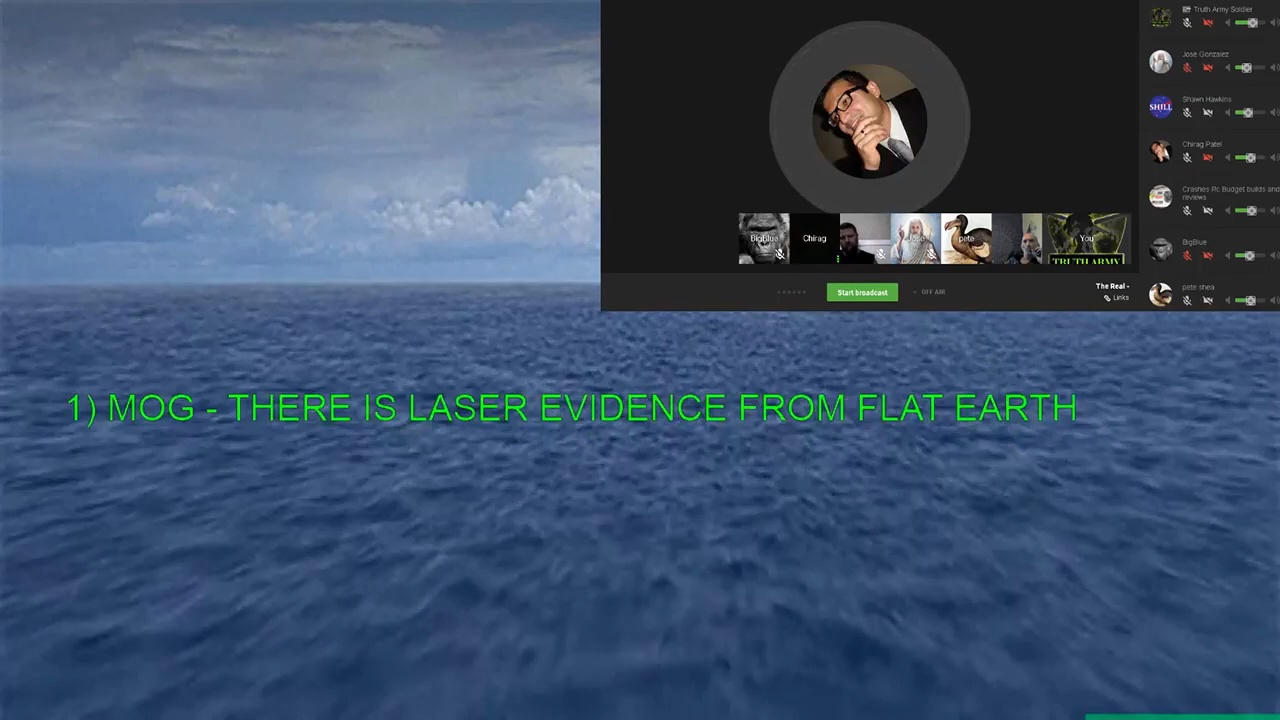 Truth Army Soldier
Jose Gonzalez
Shawn Hawkins
SHILL
Chirag Patel
Crashes Rc Budget builds and
reviews
BigBlue
pete shea
BigBlue
Chirag
Jose
pete
You
TRUTH ARMY
Start broadcast
OFF AIR
The Real -
Links
1) MOG - THERE IS LASER EVIDENCE FROM FLAT EARTH